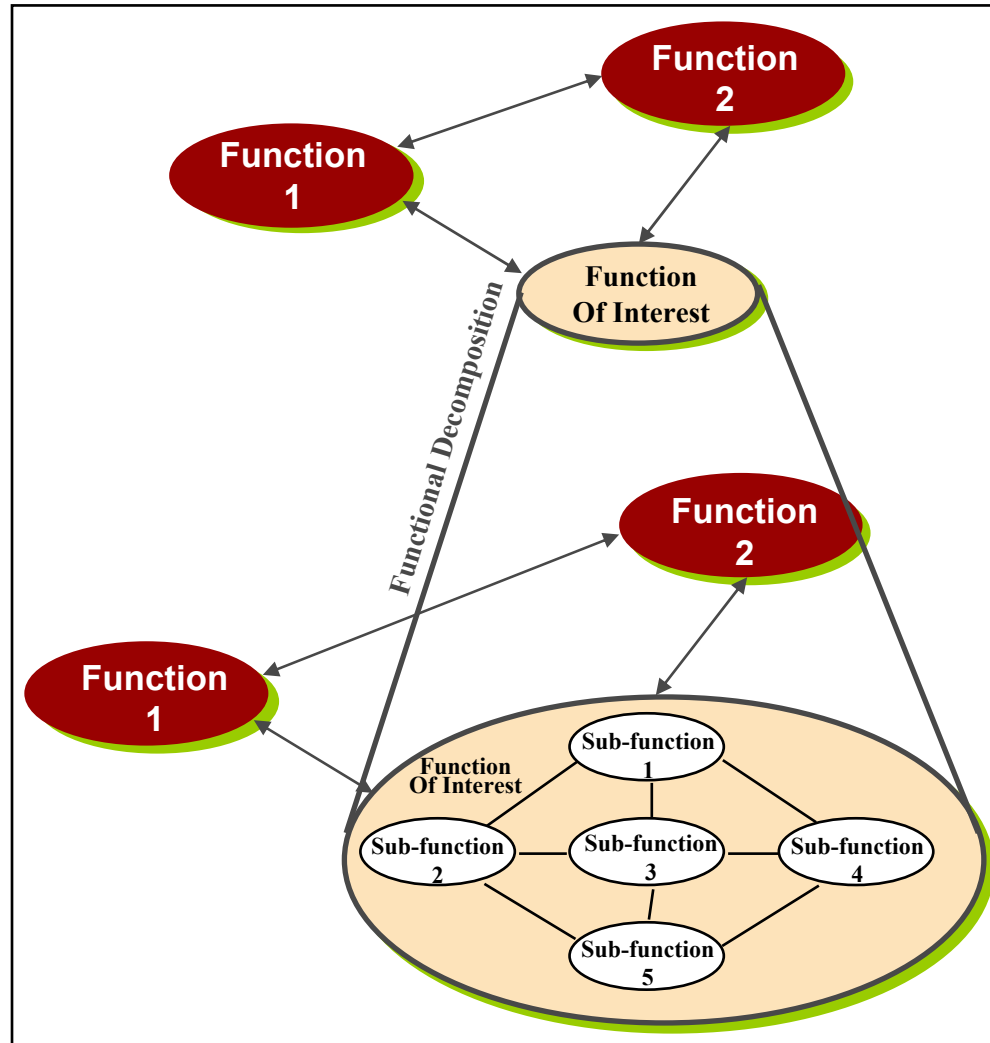 Function
2
Function
1
Function
Of Interest
Functional Decomposition
Function
2
Function
1
Function
Of Interest
Sub-function
1
Sub-function
2
Sub-function
3
Sub-function
4
Sub-function
5